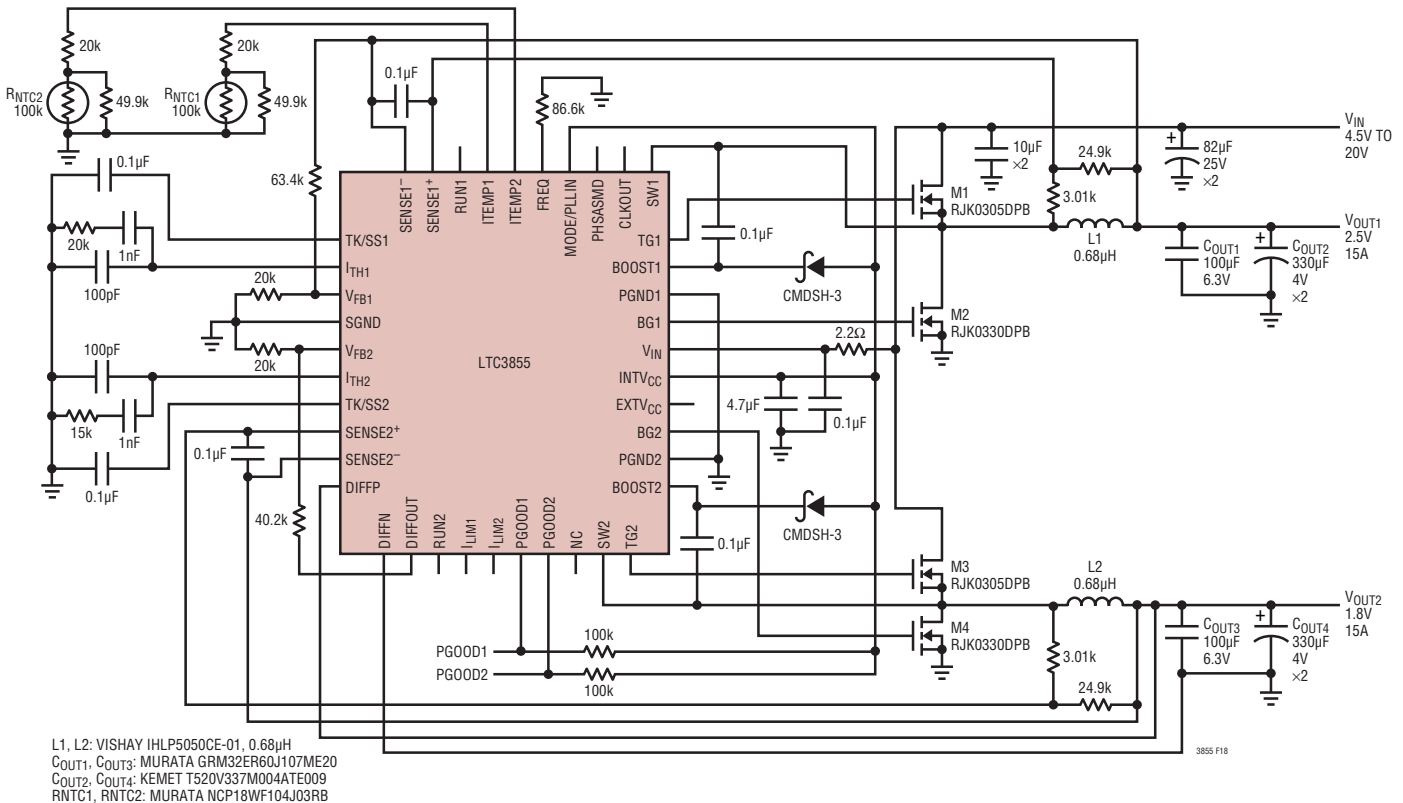 20k
20k
0.1µF
RNTC2
100k
49.9k
RNTC1
100k
49.9k
86.6k
VIN
4.5V TO
20V
10µF
×2
82µF
25V
×2
24.9k
3.01k
0.1µF
63.4k
SENSE1–
SENSE1+
RUN1
ITEMP1
ITEMP2
FREQ
MODE/PLLIN
PHSASMD
CLKOUT
SW1
M1
RJK0305DPB
20k
1nF
100pF
TK/SS1
ITH1
VFB1
SGND
VFB2
ITH2
TK/SS2
SENSE2+
SENSE2–
DIFFP
TG1
BOOST1
PGND1
BG1
VIN
INTVCC
EXTVCC
BG2
PGND2
BOOST2
LTC3855
0.1µF
CMDSH-3
L1
0.68µH
VOUT1
2.5V
15A
COUT1
100µF
6.3V
COUT2
330µF
4V
×2
20k
20k
M2
RJK0330DPB
2.2Ω
100pF
15k
1nF
0.1µF
4.7µF
0.1µF
0.1µF
40.2k
DIFFN
DIFFOUT
RUN2
ILIM1
ILIM2
PGOOD1
PGOOD2
NC
SW2
TG2
0.1µF
CMDSH-3
M3
RJK0305DPB
L2
0.68µH
VOUT2
1.8V
15A
M4
RJK0330DPB
COUT3
100µF
6.3V
COUT4
330µF
4V
×2
PGOOD1
100k
PGOOD2
100k
3.01k
24.9k
L1, L2: VISHAY IHLP5050CE-01, 0.68µH
COUT1, COUT3: MURATA GRM32ER60J107ME20
COUT2, COUT4: KEMET T520V337M004ATE009
RNTC1, RNTC2: MURATA NCP18WF104J03RB
3855 F18